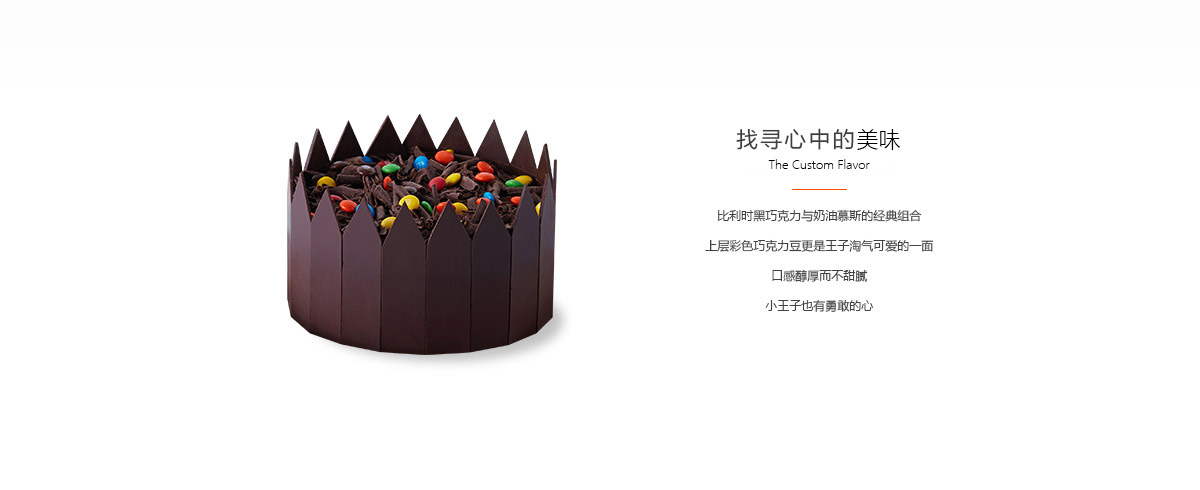 找寻心中的美味
The Custom Flavor
比利时黑巧克力与奶油慕斯的经典组合
上层彩色巧克力豆更是王子淘气可爱的一面
口感醇厚而不甜腻
小王子也有勇敢的心